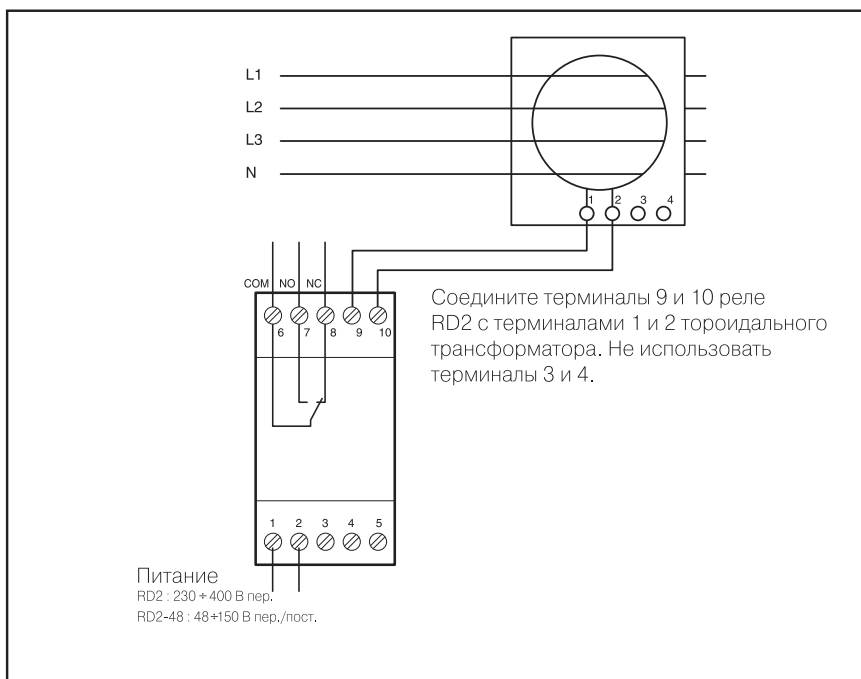 L1
L2
L3
N
1 2 3 4
COM NO NC
6 7 8 9 10
Соедините терминалы 9 и 10 реле
RD2 с терминалами 1 и 2 тороидального
трансформатора. Не использовать
терминалы 3 и 4.
1 2 3 4 5
Питание
RD2 : 230 ÷ 400 В пер.
RD2-48 : 48÷150 В пер./пост.